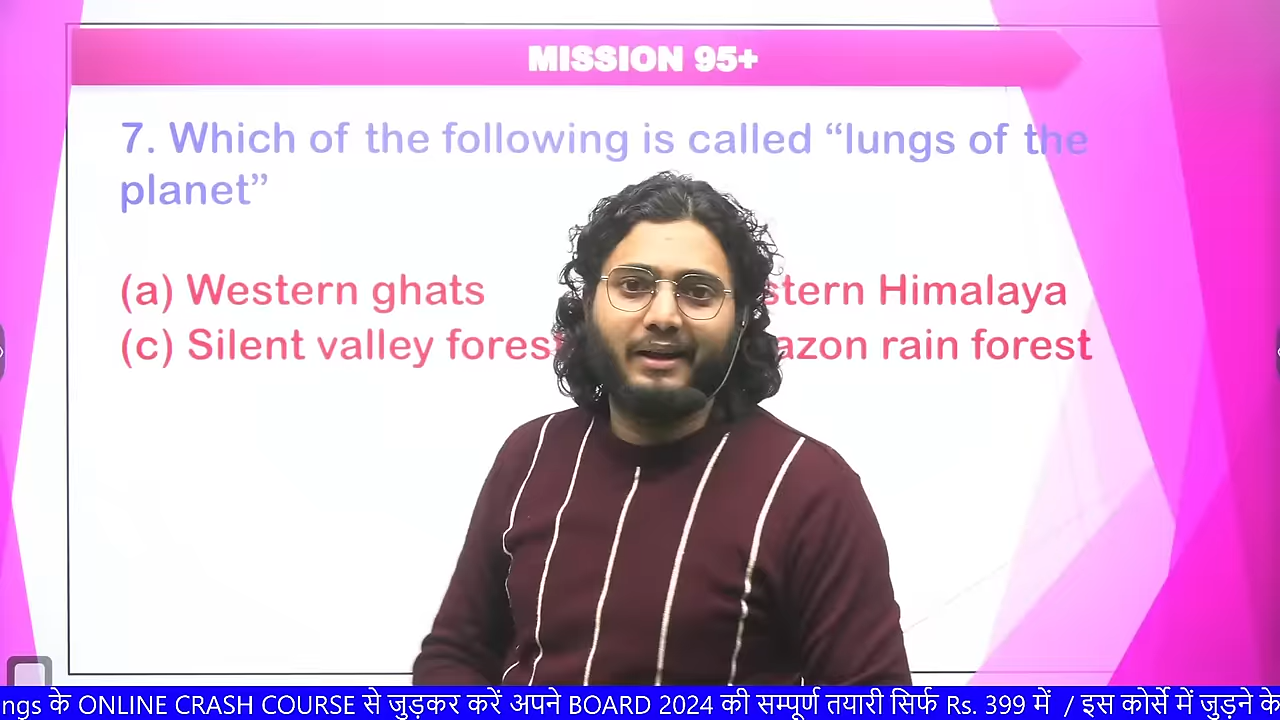 MISSION 95+
7. Which of the following is called “lungs of the
planet”
(a) Western ghats stern Himalaya
(c) Silent valley forest azon rain forest
ngs के ONLINE CRASH COURSE से जुड़कर करें अपने BOARD 2024 की सम्पूर्ण तयारी सिर्फ Rs. 399 में / इस कोर्से में जुड़ने के